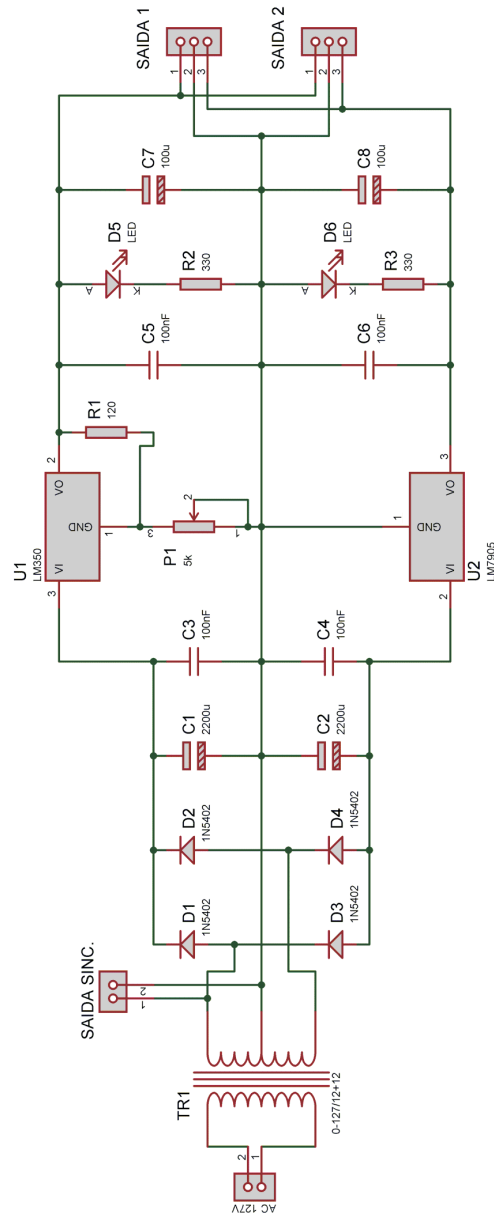 AC 127V
2
1
TR1
0-127/12+12
SAIDA SINC.
1
2
D1
1N5402
D2
1N5402
D3
1N5402
D4
1N5402
C1
2200u
C2
2200u
C3
100nF
C4
100nF
U1
LM350
3
VI
VO
2
GND
1
R1
120
3
2
1
P1
5k
U2
LM7905
2
VI
VO
3
GND
1
C5
100nF
C6
100nF
A
D5
LED
K
R2
330
A
D6
LED
K
R3
330
C7
100u
C8
100u
SAIDA 1
1
2
3
SAIDA 2
1
2
3